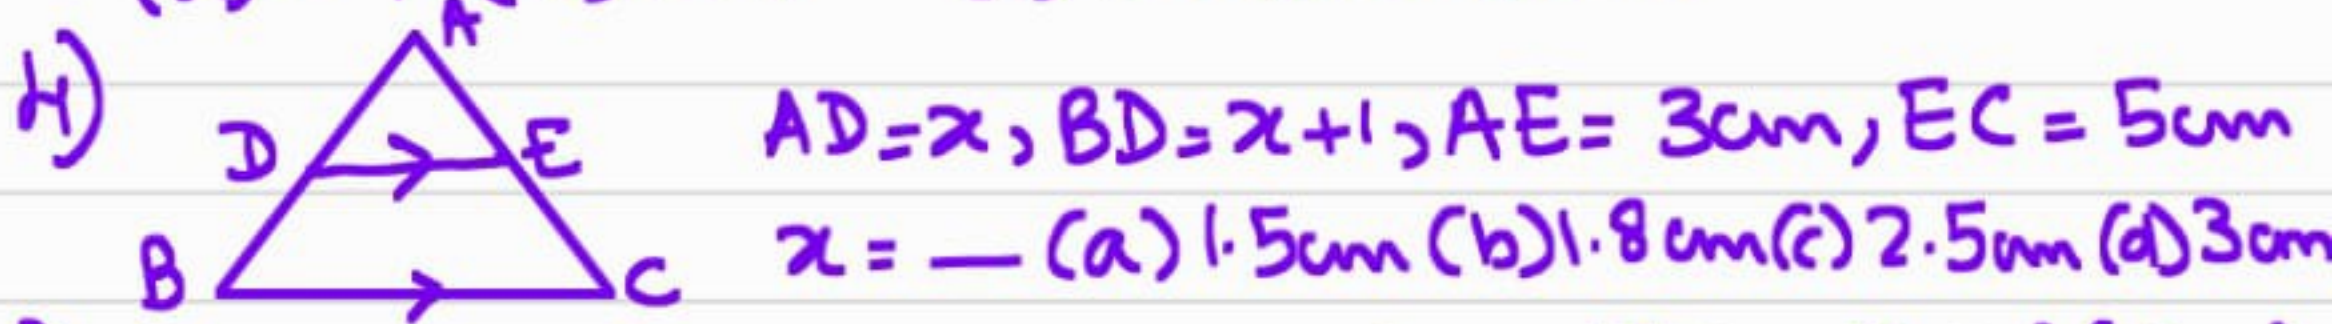 4)
A
D
E
B
C
AD=x, BD=x+1, AE= 3cm, EC = 5cm
x = — (a) 1.5cm (b) 1.8 cm (c) 2.5cm (d) 3cm